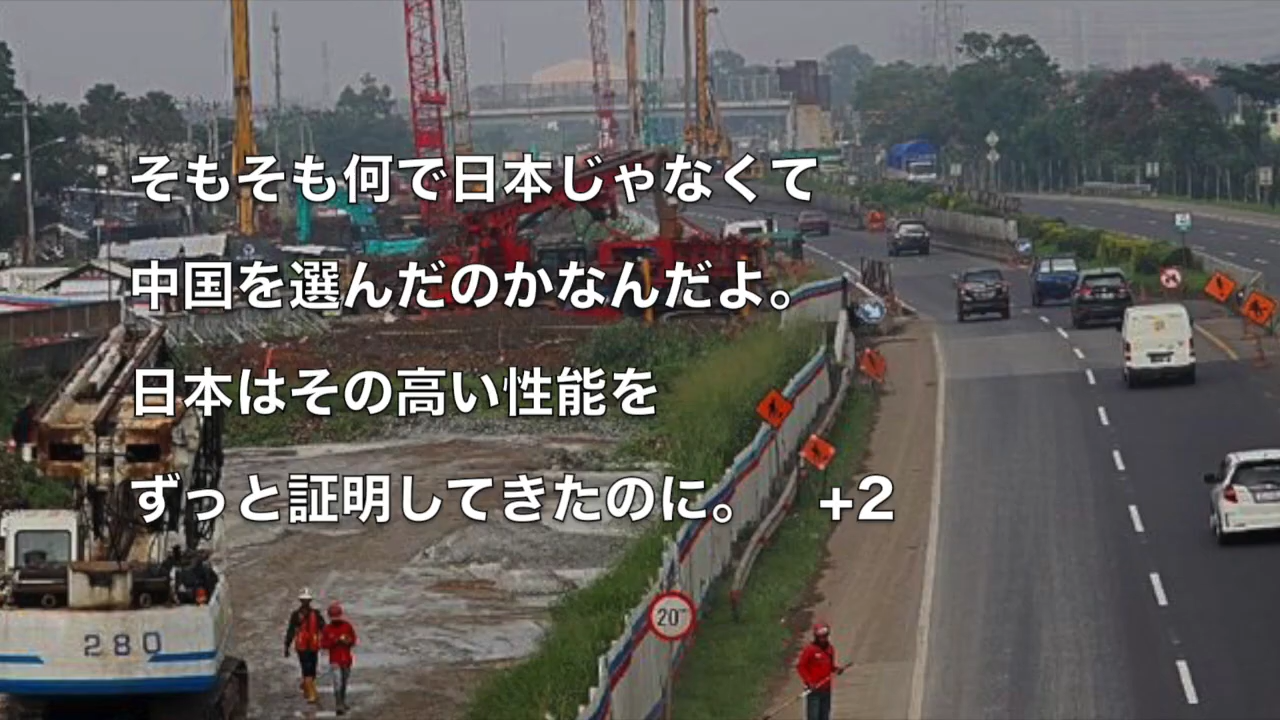 そもそも何で日本じゃなくて
中国を選んだのかなんだよ。
日本はその高い性能を
ずっと証明してきたのに。 +2
280
20